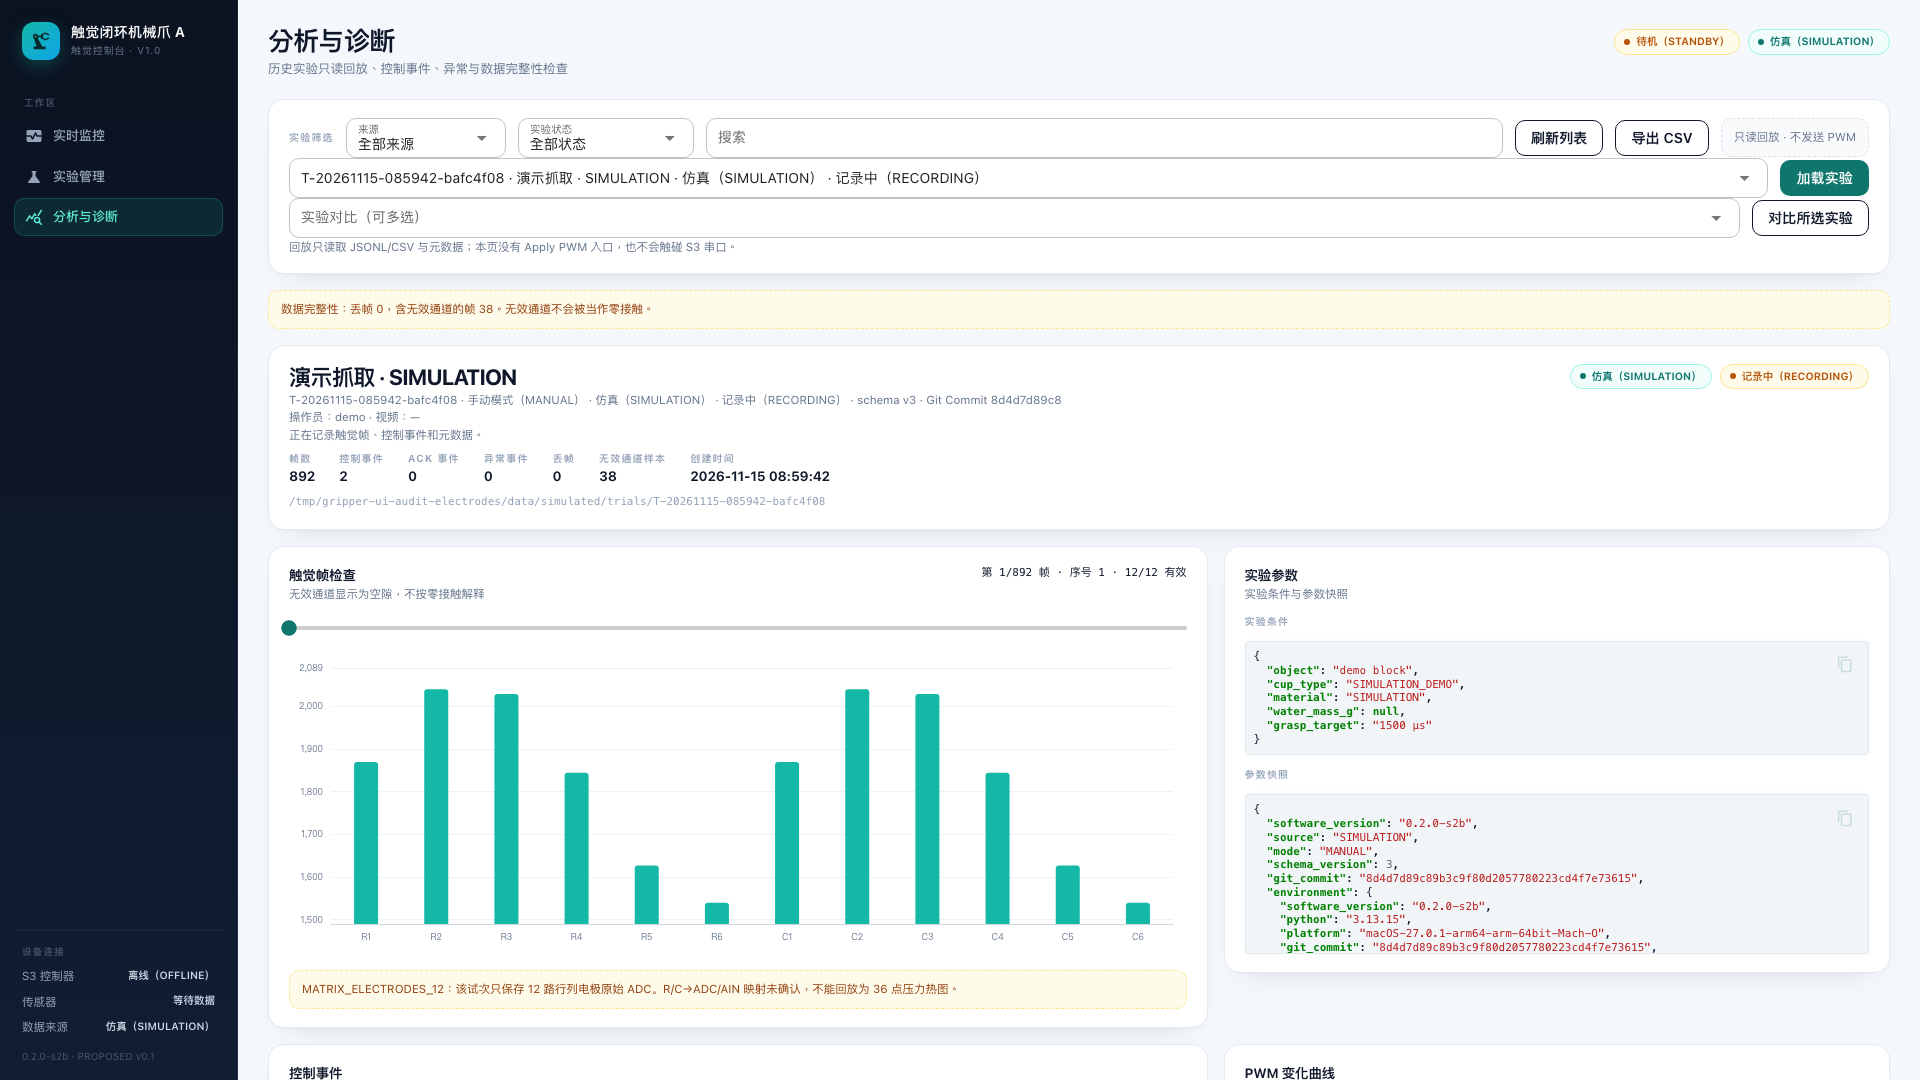 触觉闭环机械爪 A
触觉控制台 · V1.0
工作区
实时监控
实验管理
分析与诊断
设备连接
S3 控制器
离线（OFFLINE）
传感器
等待数据
数据来源
仿真（SIMULATION）
0.2.0-s2b · PROPOSED v0.1
分析与诊断
历史实验只读回放、控制事件、异常与数据完整性检查
待机（STANDBY）
仿真（SIMULATION）
实验筛选
来源
全部来源
实验状态
全部状态
搜索
刷新列表
导出 CSV
只读回放 · 不发送 PWM
T-20261115-085942-bafc4f08 · 演示抓取 · SIMULATION · 仿真（SIMULATION） · 记录中（RECORDING）
加载实验
实验对比（可多选）
对比所选实验
回放只读取 JSONL/CSV 与元数据；本页没有 Apply PWM 入口，也不会触碰 S3 串口。
数据完整性：丢帧 0，含无效通道的帧 38。无效通道不会被当作零接触。
演示抓取 · SIMULATION
仿真（SIMULATION）
记录中（RECORDING）
T-20261115-085942-bafc4f08 · 手动模式（MANUAL） · 仿真（SIMULATION） · 记录中（RECORDING） · schema v3 · Git Commit 8d4d7d89c8
操作员：demo · 视频：—
正在记录触觉帧、控制事件和元数据。
帧数 控制事件 ACK 事件 异常事件 丢帧 无效通道样本 创建时间
892 2 0 0 0 38 2026-11-15 08:59:42
/tmp/gripper-ui-audit-electrodes/data/simulated/trials/T-20261115-085942-bafc4f08
触觉帧检查
第 1/892 帧 · 序号 1 · 12/12 有效
无效通道显示为空隙，不按零接触解释
2,089
2,000
1,900
1,800
1,700
1,600
1,500
R1 R2 R3 R4 R5 R6 C1 C2 C3 C4 C5 C6
MATRIX_ELECTRODES_12：该试次只保存 12 路行列电极原始 ADC。R/C→ADC/AIN 映射未确认，不能回放为 36 点压力热图。
实验参数
实验条件与参数快照
实验条件
{
"object": "demo block",
"cup_type": "SIMULATION_DEMO",
"material": "SIMULATION",
"water_mass_g": null,
"grasp_target": "1500 µs"
}
参数快照
{
"software_version": "0.2.0-s2b",
"source": "SIMULATION",
"mode": "MANUAL",
"schema_version": 3,
"git_commit": "8d4d7d89c89b3c9f80d2057780223cd4f7e73615",
"environment": {
"software_version": "0.2.0-s2b",
"python": "3.13.15",
"platform": "macOS-27.0.1-arm64-arm-64bit-Mach-O",
"git_commit": "8d4d7d89c89b3c9f80d2057780223cd4f7e73615",
控制事件
PWM 变化曲线